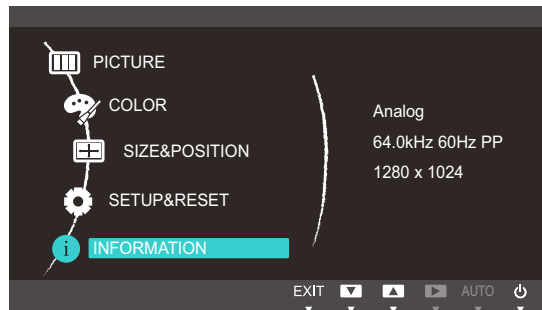 PICTURE
COLOR
SIZE&POSITION
SETUP&RESET
i INFORMATION
Analog
64.0kHz 60Hz PP
1280 x 1024
EXIT AUTO